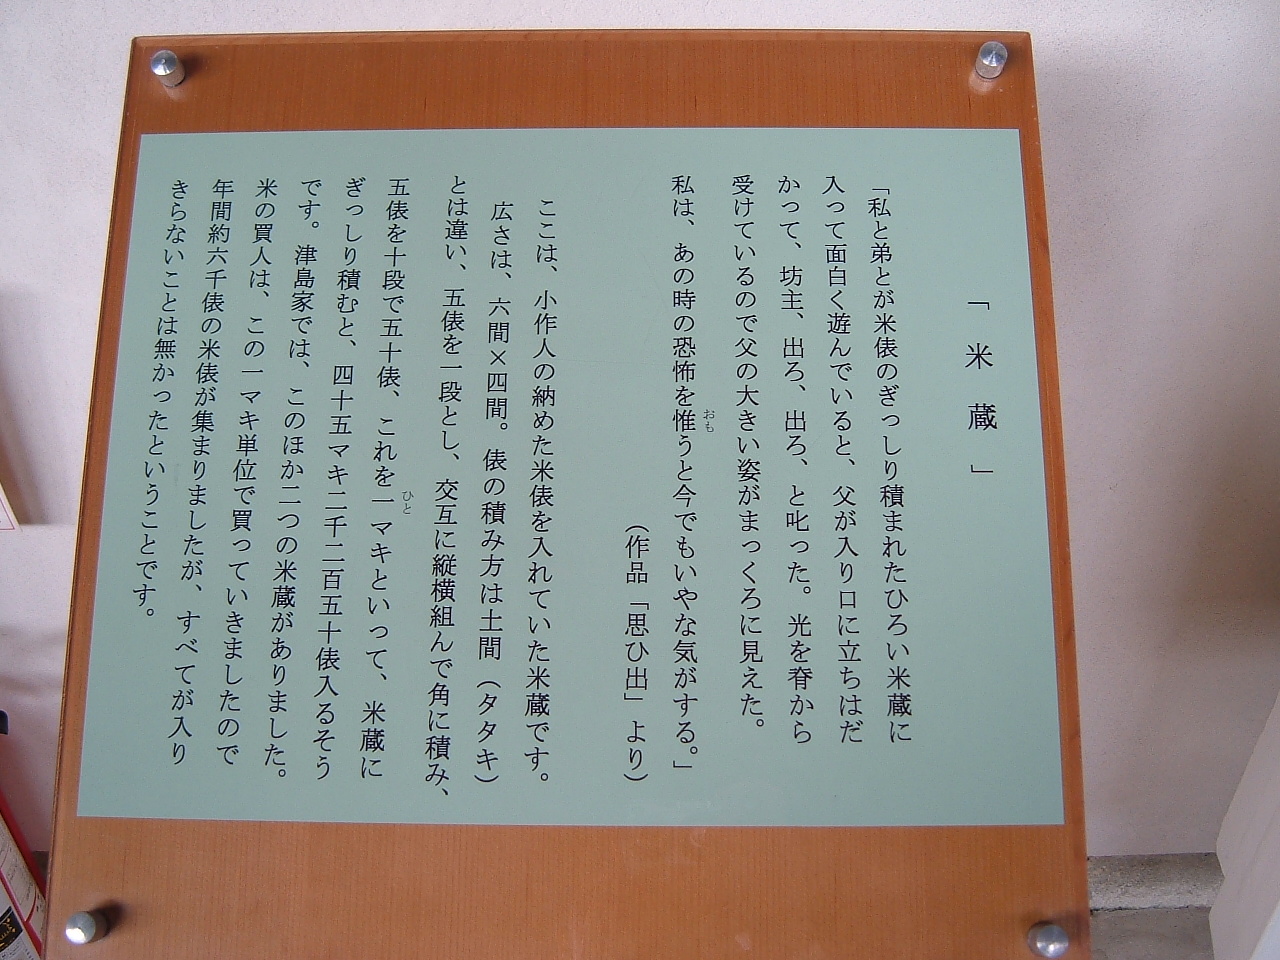 「米蔵」
「私と弟とが米俵のぎっしり積まれたひろい米蔵に
入って面白く遊んでいると、父が入り口に立ちはだ
かって、坊主、出ろ、出ろ、と叱った。光を脊から
受けているので父の大きい姿がまっくろに見えた。
私は、あの時の恐怖を惟うと今でもいやな気がする。」
おも
（作品「思ひ出」より）
ここは、小作人の納めた米俵を入れていた米蔵です。
広さは、六間×四間。俵の積み方は土間（タタキ）
とは違い、五俵を一段とし、交互に縦横組んで角に積み、
五俵を十段で五十俵、これを一マキといって、米蔵に
ひと
ぎっしり積むと、四十五マキ二千二百五十俵入るそう
です。津島家では、このほか二つの米蔵がありました。
米の買人は、この一マキ単位で買っていきましたので
年間約六千俵の米俵が集まりましたが、すべてが入り
きらないことは無かったということです。